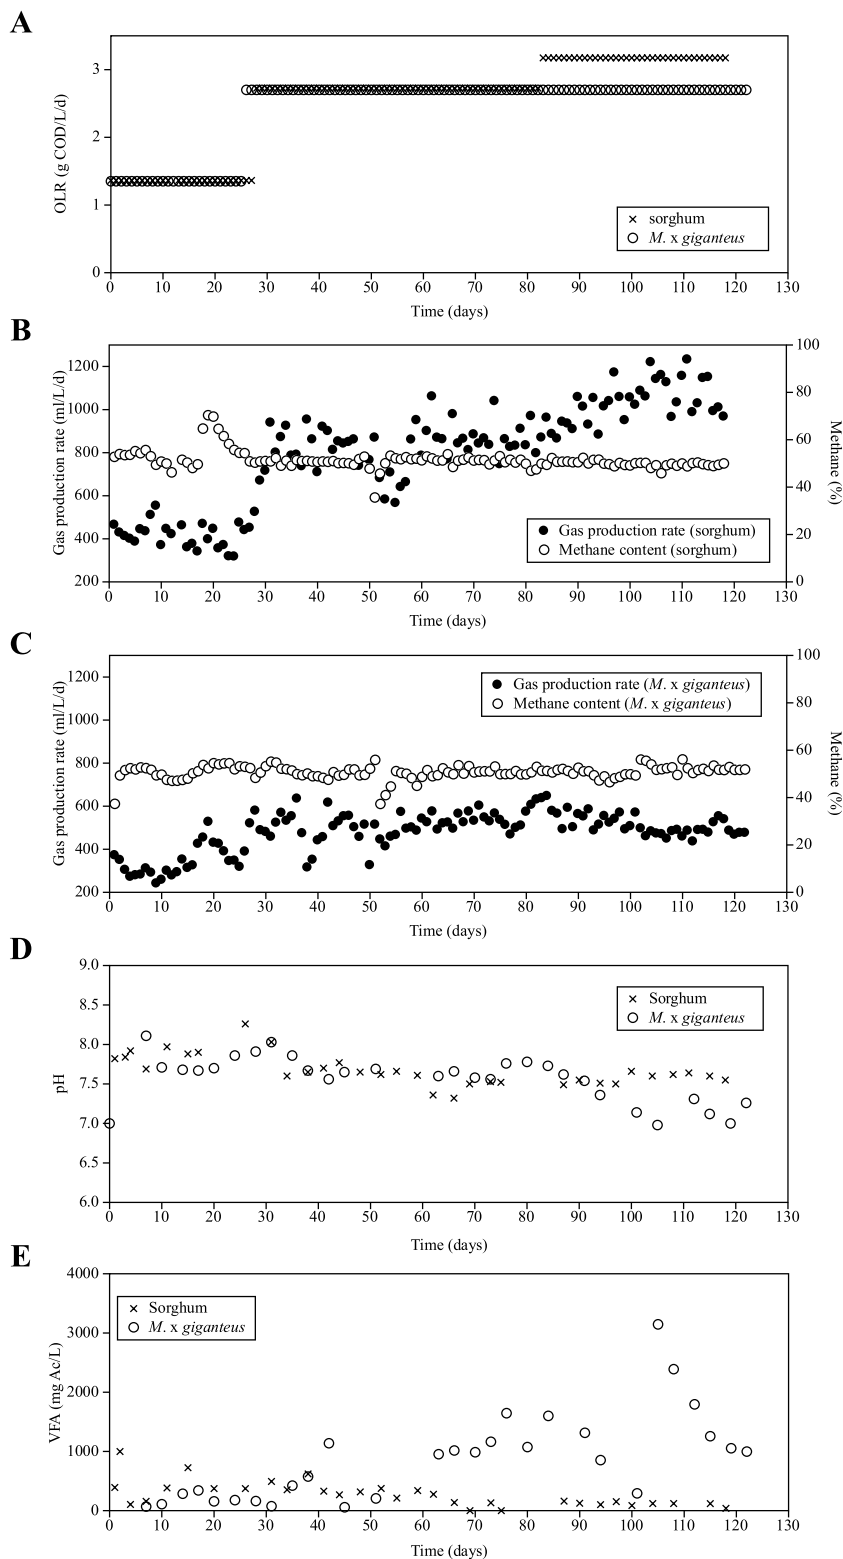 A
OLR (g COD/L/d)
3
2
1
0
sorghum
M. x giganteus
0 10 20 30 40 50 60 70 80 90 100 110 120 130
Time (days)
B
Gas production rate (ml/L/d)
1200
1000
800
600
400
200
100
80
60
40
20
0
Methane (%)
Gas production rate (sorghum)
Methane content (sorghum)
0 10 20 30 40 50 60 70 80 90 100 110 120 130
Time (days)
C
Gas production rate (ml/L/d)
1200
1000
800
600
400
200
100
80
60
40
20
0
Methane (%)
Gas production rate (M. x giganteus)
Methane content (M. x giganteus)
0 10 20 30 40 50 60 70 80 90 100 110 120 130
Time (days)
D
pH
9.0
8.5
8.0
7.5
7.0
6.5
6.0
Sorghum
M. x giganteus
0 10 20 30 40 50 60 70 80 90 100 110 120 130
Time (days)
E
VFA (mg Ac/L)
4000
3000
2000
1000
0
Sorghum
M. x giganteus
0 10 20 30 40 50 60 70 80 90 100 110 120 130
Time (days)